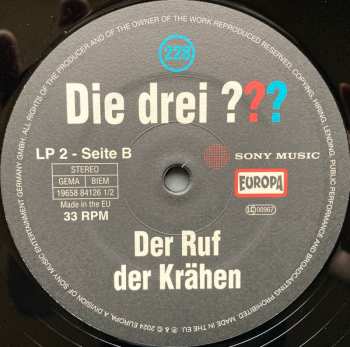 228
Die drei ???
LP 2 - Seite B
SONY MUSIC
STEREO
GEMA BIEM
19658 84126 1/2
Made in the EU
33 RPM
EUROPA
LC 00967
Der Ruf
der Krähen
ALL RIGHTS OF THE PRODUCER AND OF THE OWNER OF THE WORK REPRODUCED RESERVED. COPYING, HIRING, LENDING, PUBLIC PERFORMANCE AND BROADCASTING PROHIBITED. MADE IN THE EU. ℗ & © 2024 EUROPA, A DIVISION OF SONY MUSIC ENTERTAINMENT GERMANY GMBH.